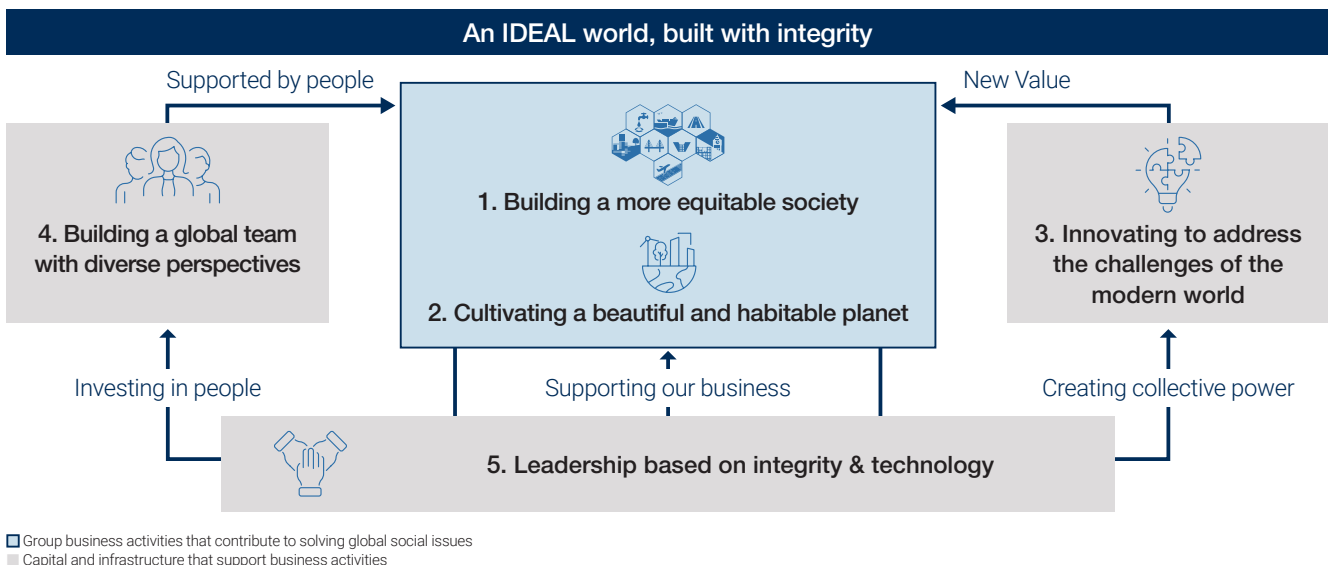 An IDEAL world, built with integrity
Supported by people
New Value
1. Building a more equitable society
2. Cultivating a beautiful and habitable planet
4. Building a global team
with diverse perspectives
3. Innovating to address
the challenges of the
modern world
Investing in people
Supporting our business
Creating collective power
5. Leadership based on integrity & technology
Group business activities that contribute to solving global social issues
Capital and infrastructure that support business activities